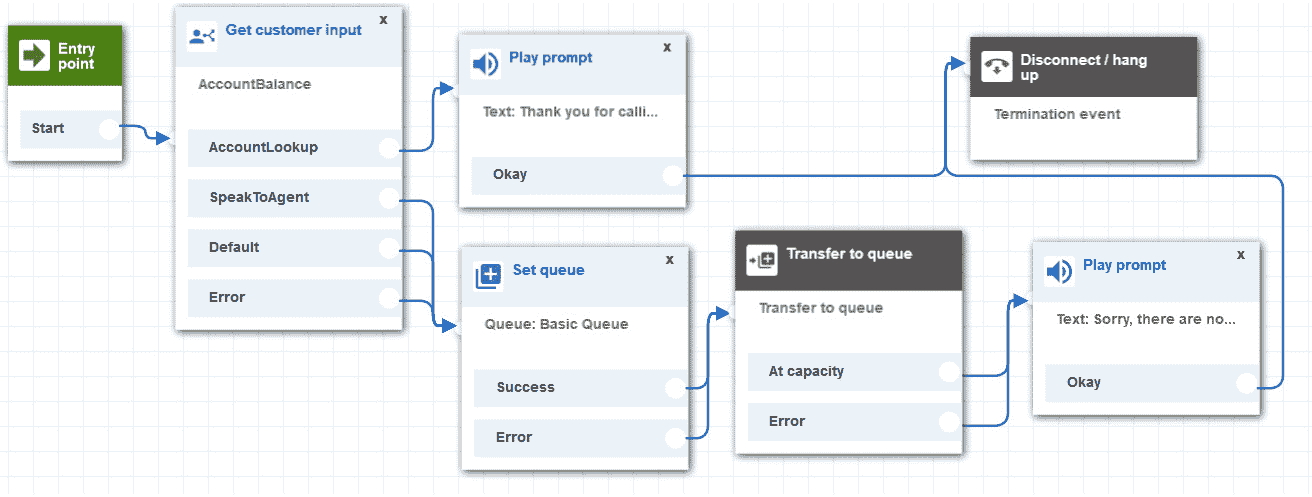 Entry
point
Start
Get customer input
x
AccountBalance
AccountLookup
SpeakToAgent
Default
Error
Play prompt
x
Text: Thank you for calli...
Okay
Set queue
x
Queue: Basic Queue
Success
Error
Transfer to queue
Transfer to queue
At capacity
Error
Disconnect / hang
up
Termination event
Play prompt
x
Text: Sorry, there are no...
Okay